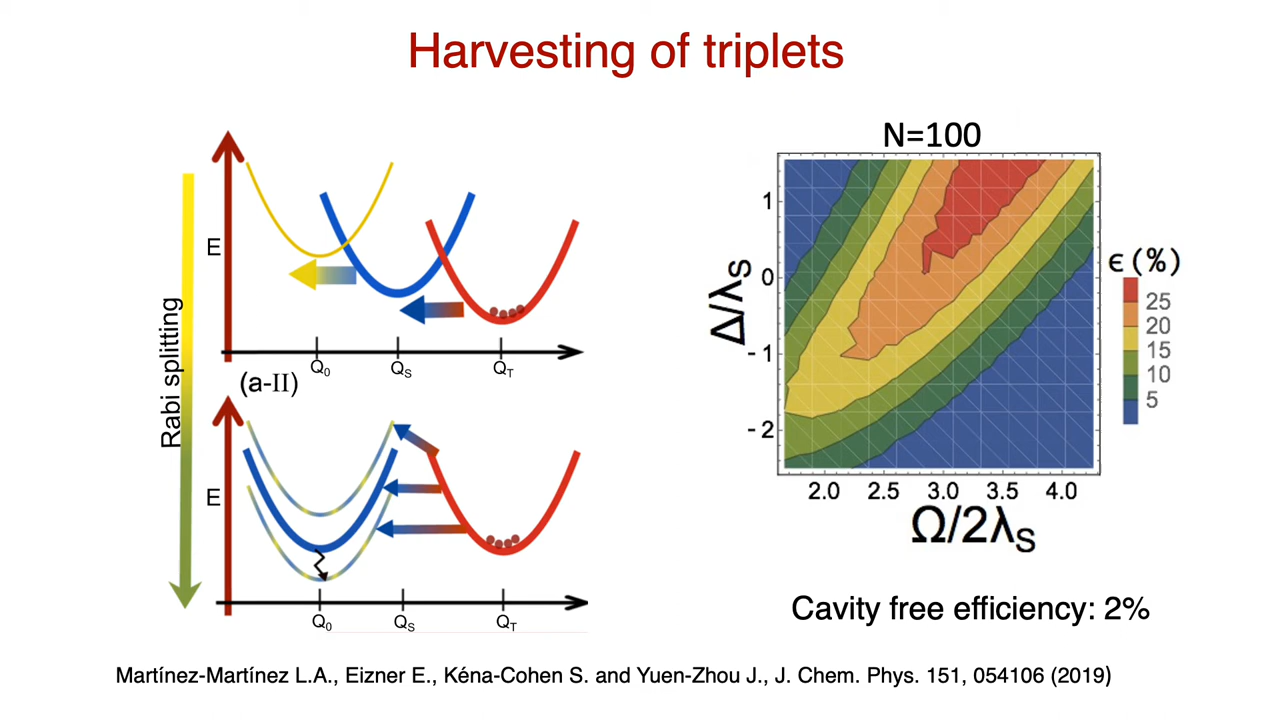 Harvesting of triplets
Rabi splitting
E
Q₀ Q_S Q_T
(a-II)
E
Q₀ Q_S Q_T
N=100
Δ/λ_S
1
0
-1
-2
2.0 2.5 3.0 3.5 4.0
Ω/2λ_S
ϵ (%)
25
20
15
10
5
Cavity free efficiency: 2%
Martínez-Martínez L.A., Eizner E., Kéna-Cohen S. and Yuen-Zhou J., J. Chem. Phys. 151, 054106 (2019)